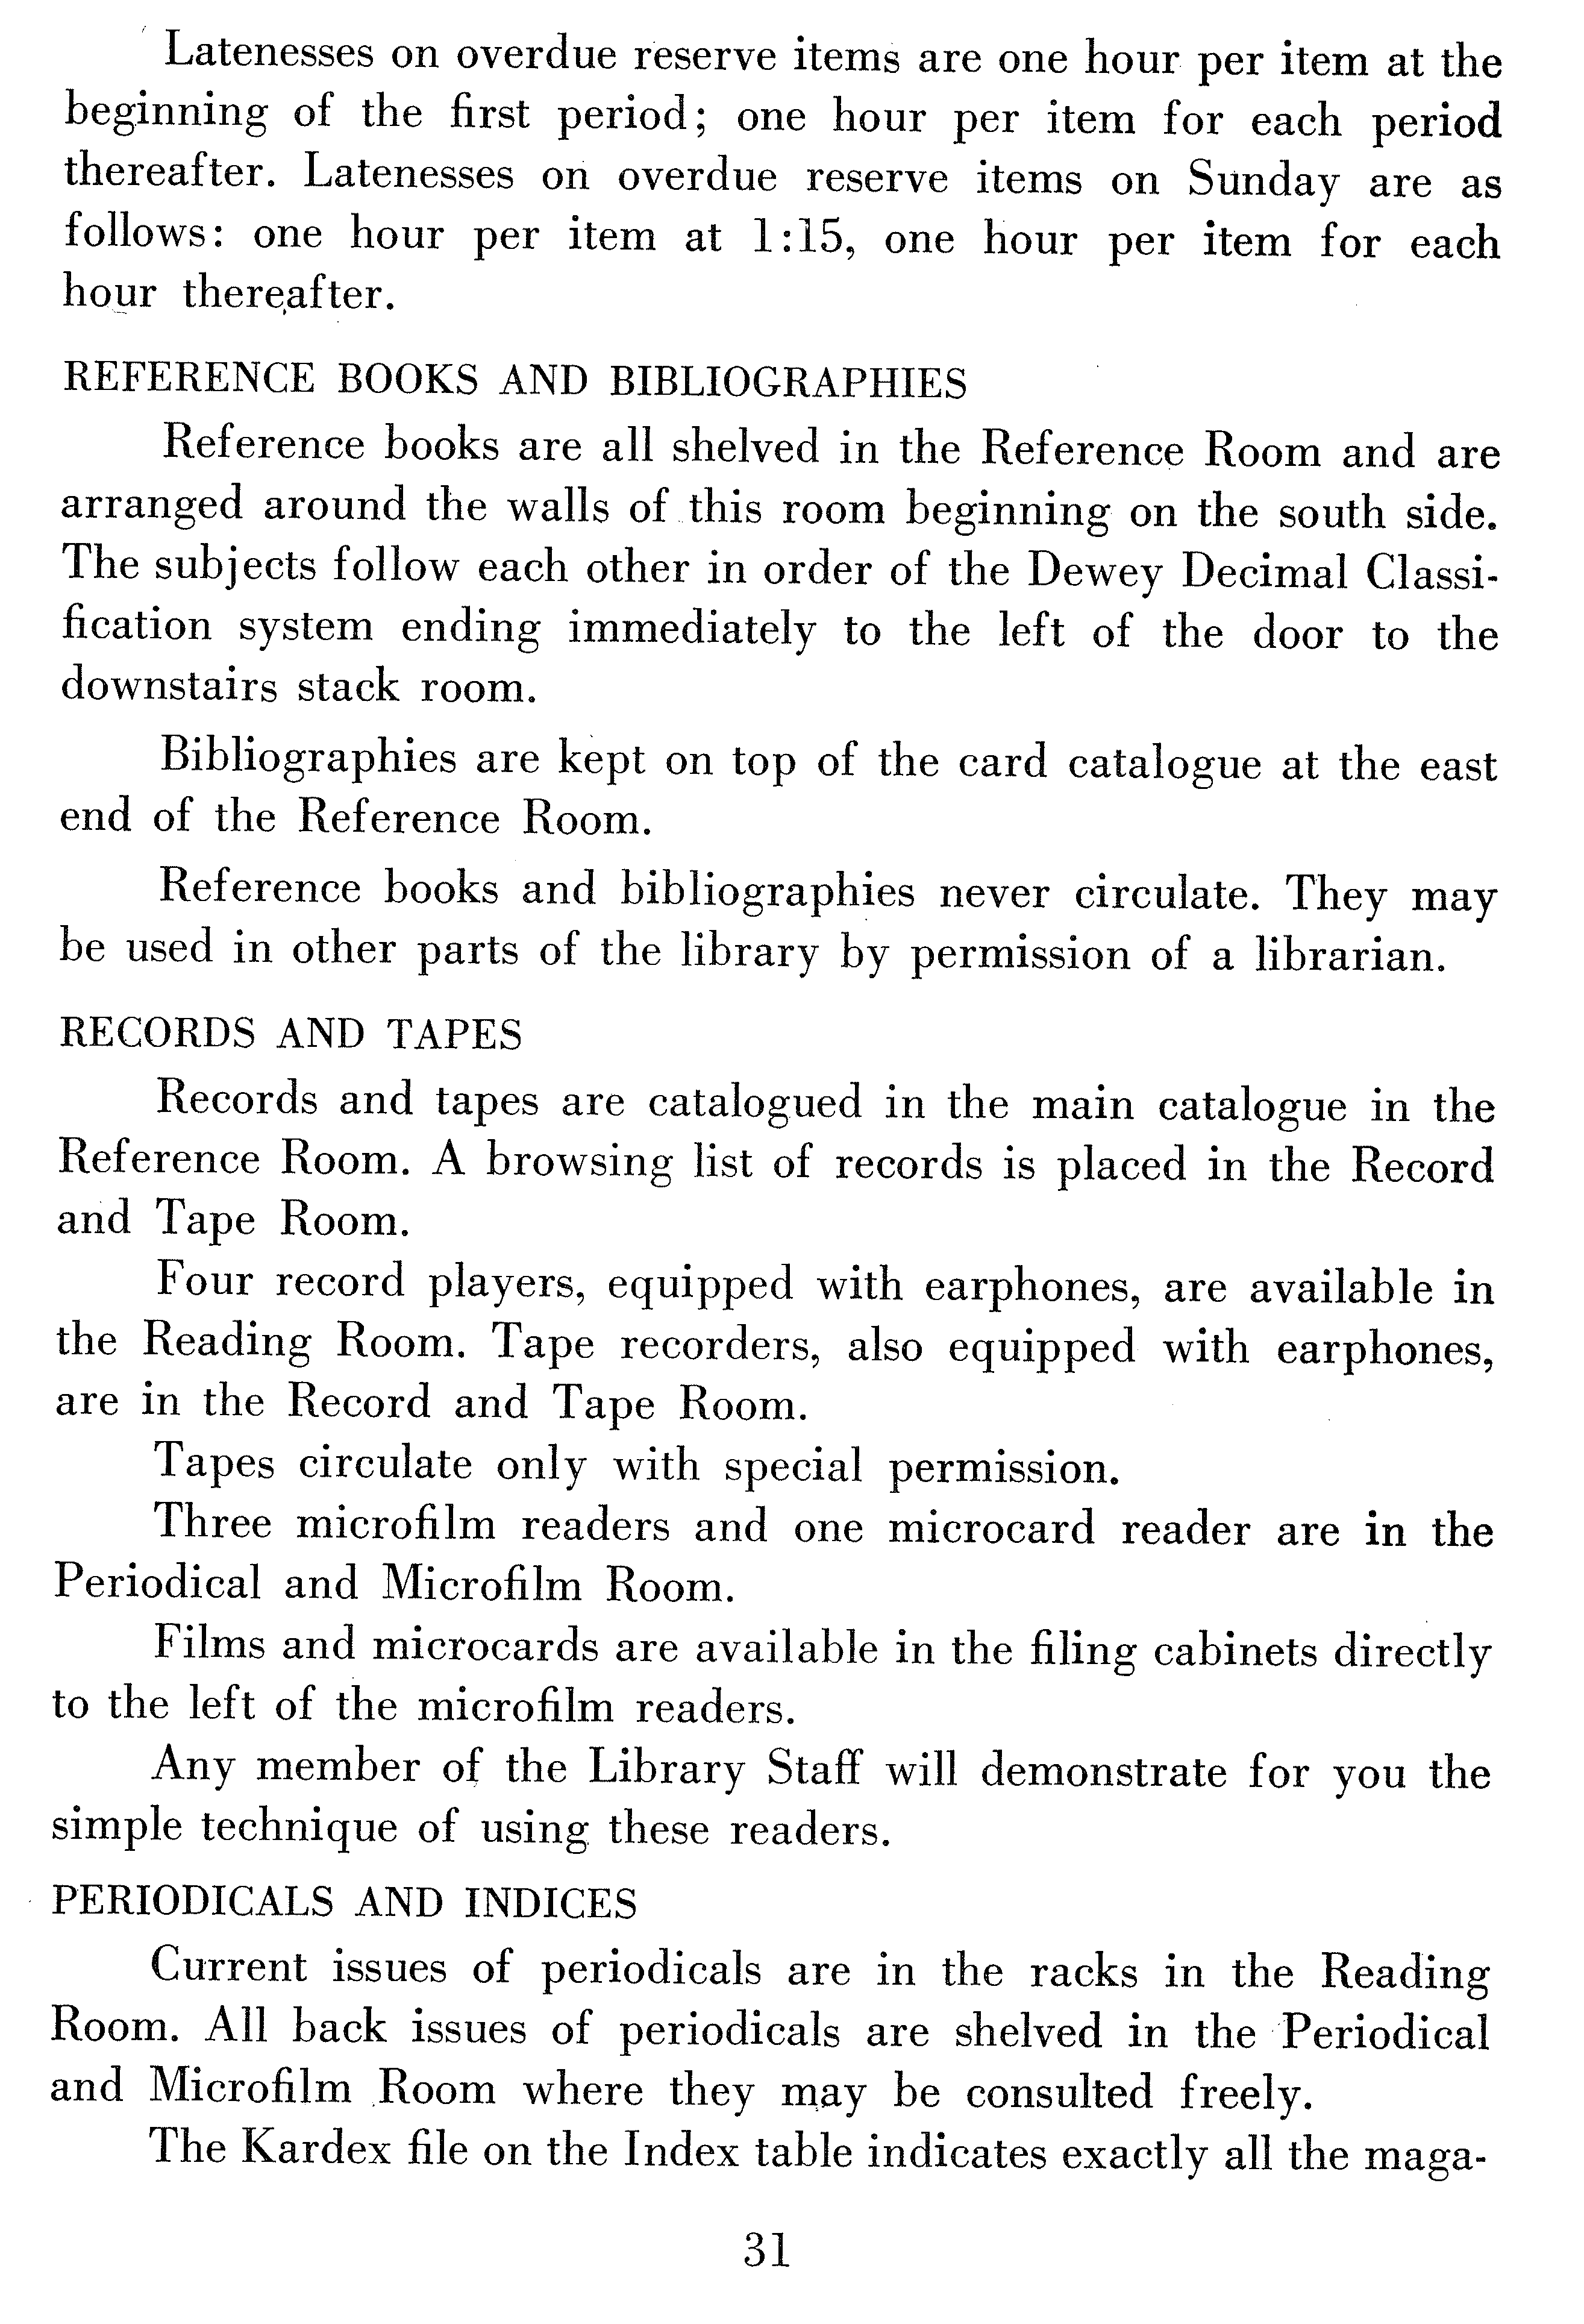 Latenesses on overdue reserve items are one hour per item at the
beginning of the first period; one hour per item for each period
thereafter. Latenesses on overdue reserve items on Sunday are as
follows: one hour per item at 1:15, one hour per item for each
hour thereafter.
REFERENCE BOOKS AND BIBLIOGRAPHIES
Reference books are all shelved in the Reference Room and are
arranged around the walls of this room beginning on the south side.
The subjects follow each other in order of the Dewey Decimal Classi-
fication system ending immediately to the left of the door to the
downstairs stack room.
Bibliographies are kept on top of the card catalogue at the east
end of the Reference Room.
Reference books and bibliographies never circulate. They may
be used in other parts of the library by permission of a librarian.
RECORDS AND TAPES
Records and tapes are catalogued in the main catalogue in the
Reference Room. A browsing list of records is placed in the Record
and Tape Room.
Four record players, equipped with earphones, are available in
the Reading Room. Tape recorders, also equipped with earphones,
are in the Record and Tape Room.
Tapes circulate only with special permission.
Three microfilm readers and one microcard reader are in the
Periodical and Microfilm Room.
Films and microcards are available in the filing cabinets directly
to the left of the microfilm readers.
Any member of the Library Staff will demonstrate for you the
simple technique of using these readers.
PERIODICALS AND INDICES
Current issues of periodicals are in the racks in the Reading
Room. All back issues of periodicals are shelved in the Periodical
and Microfilm Room where they may be consulted freely.
The Kardex file on the Index table indicates exactly all the maga-
31